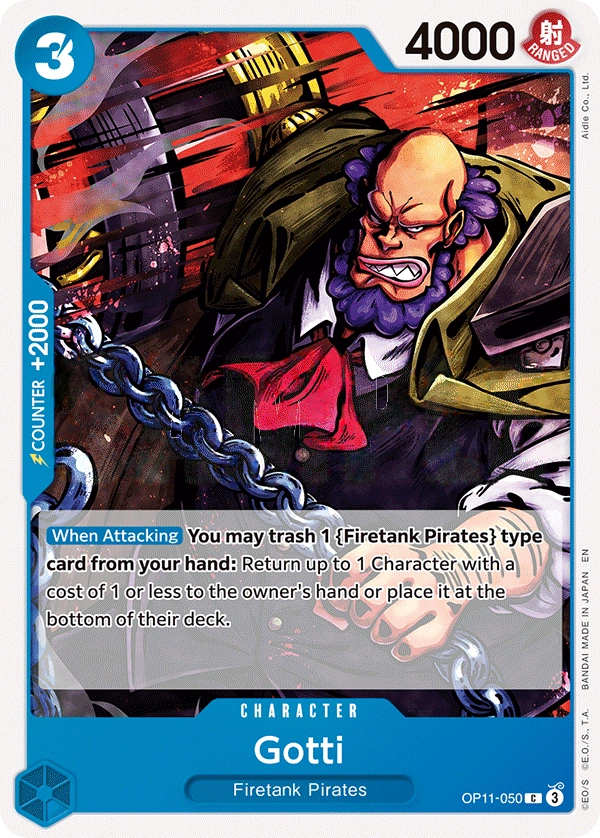 3
4000
射
RANGED
Aidle Co., Ltd.
COUNTER +2000
When Attacking You may trash 1 {Firetank Pirates} type
card from your hand: Return up to 1 Character with a
cost of 1 or less to the owner's hand or place it at the
bottom of their deck.
CHARACTER
Gotti
Firetank Pirates
OP11-050 C 3
©EO/S ©E.O./S., T.A. BANDAI MADE IN JAPAN EN